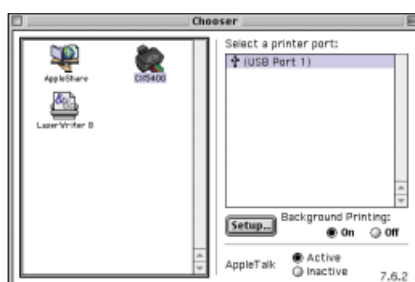 Chooser
Select a printer port:
(USB Port 1)
AppleShare
CX5400
LaserWriter 8
Setup...
Background Printing:
On Off
AppleTalk
Active
Inactive
7.6.2